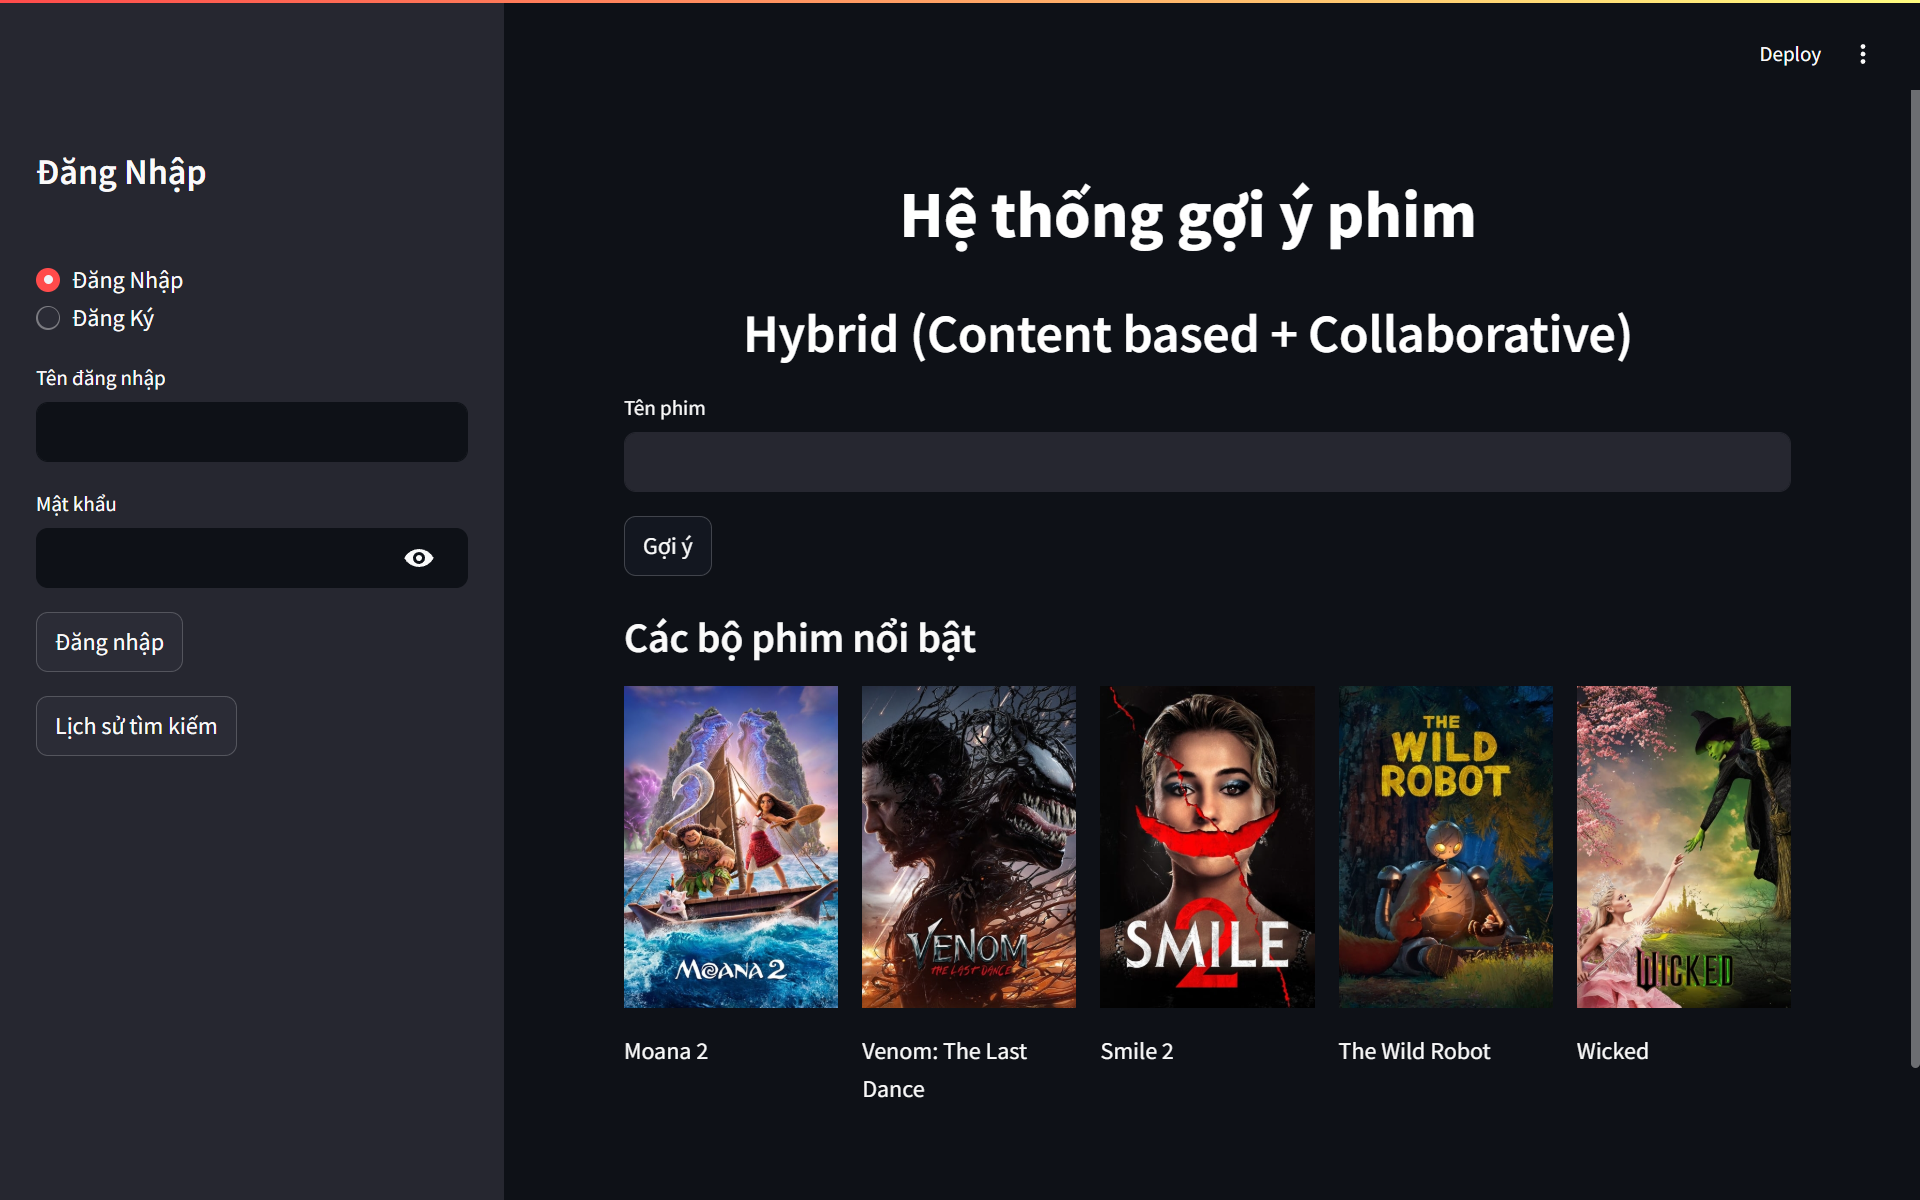 Deploy
Đăng Nhập
Đăng Nhập
Đăng Ký
Tên đăng nhập
Mật khẩu
Đăng nhập
Lịch sử tìm kiếm
Hệ thống gợi ý phim
Hybrid (Content based + Collaborative)
Tên phim
Gợi ý
Các bộ phim nổi bật
MOANA 2
VENOM
THE LAST DANCE
SMILE
2
THE
WILD
ROBOT
WICKED
Moana 2
Venom: The Last
Dance
Smile 2
The Wild Robot
Wicked